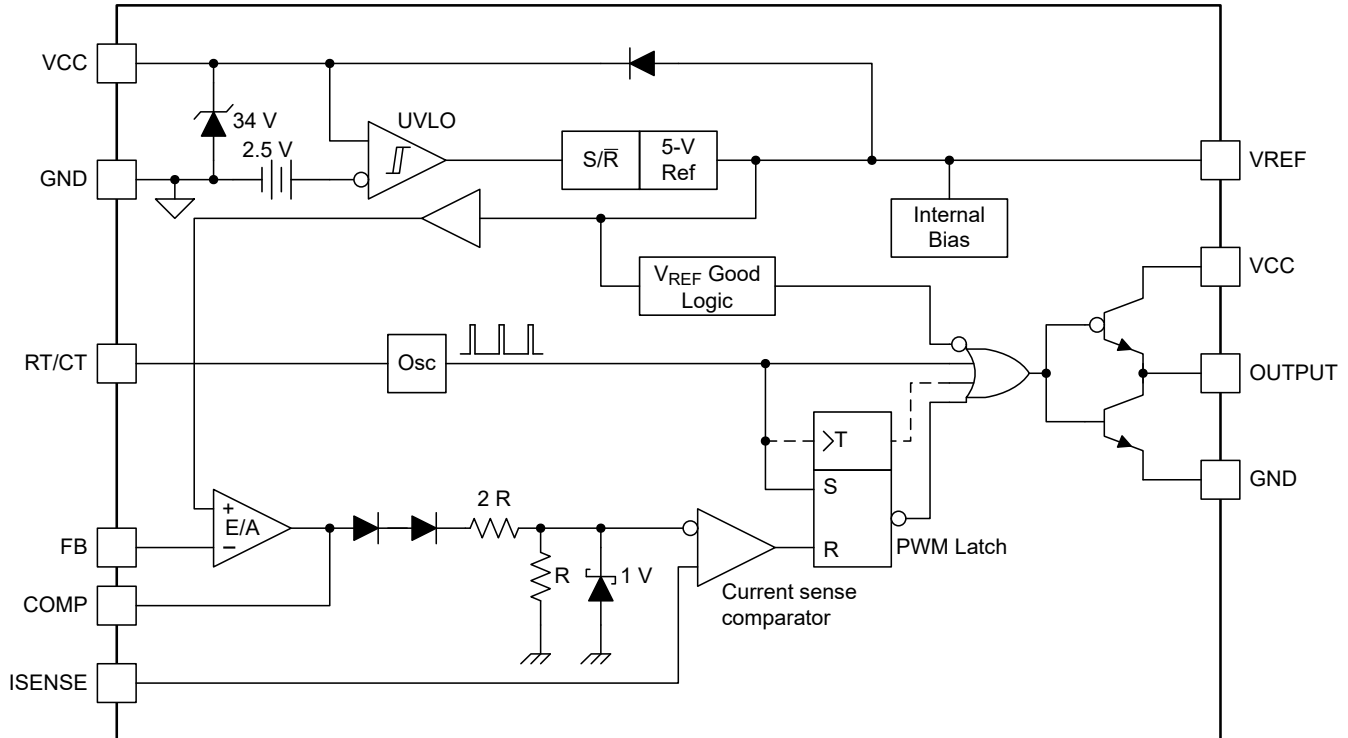 VCC
34 V
UVLO
2.5 V
S/R̅
5-V
Ref
GND
VREF
Internal
Bias
VREF Good
Logic
VCC
RT/CT
Osc
OUTPUT
>T
S
GND
2 R
+
E/A
−
FB
R
1 V
R
PWM Latch
COMP
Current sense
comparator
ISENSE